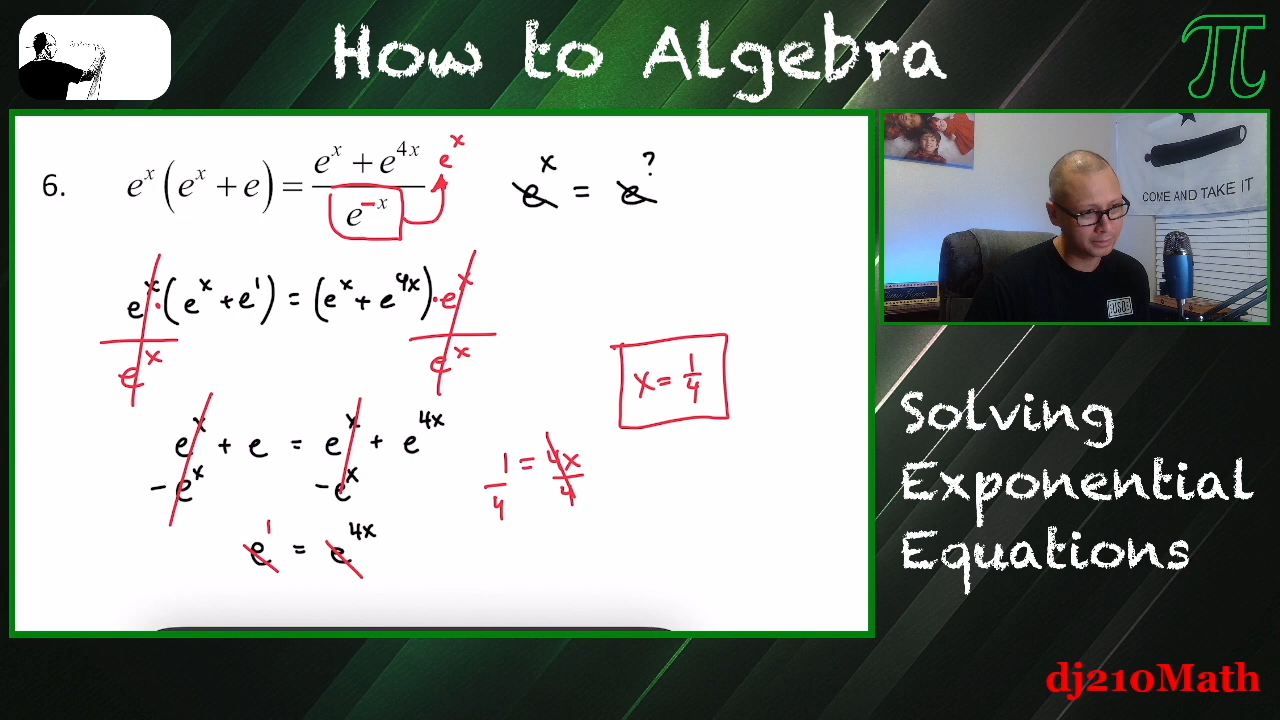 How to Algebra
π
6. e^x (e^x + e) = (e^x + e^{4x}) / e^{-x} e^x
e^x = e^?
e^x · (e^x + e^1) = (e^x + e^{4x}) · e^x
e^x e^x
e^x + e = e^x + e^{4x}
- e^x - e^x
e^1 = e^{4x}
1/4 = 4x/4
x = 1/4
COME AND TAKE IT
Solving
Exponential
Equations
dj210Math